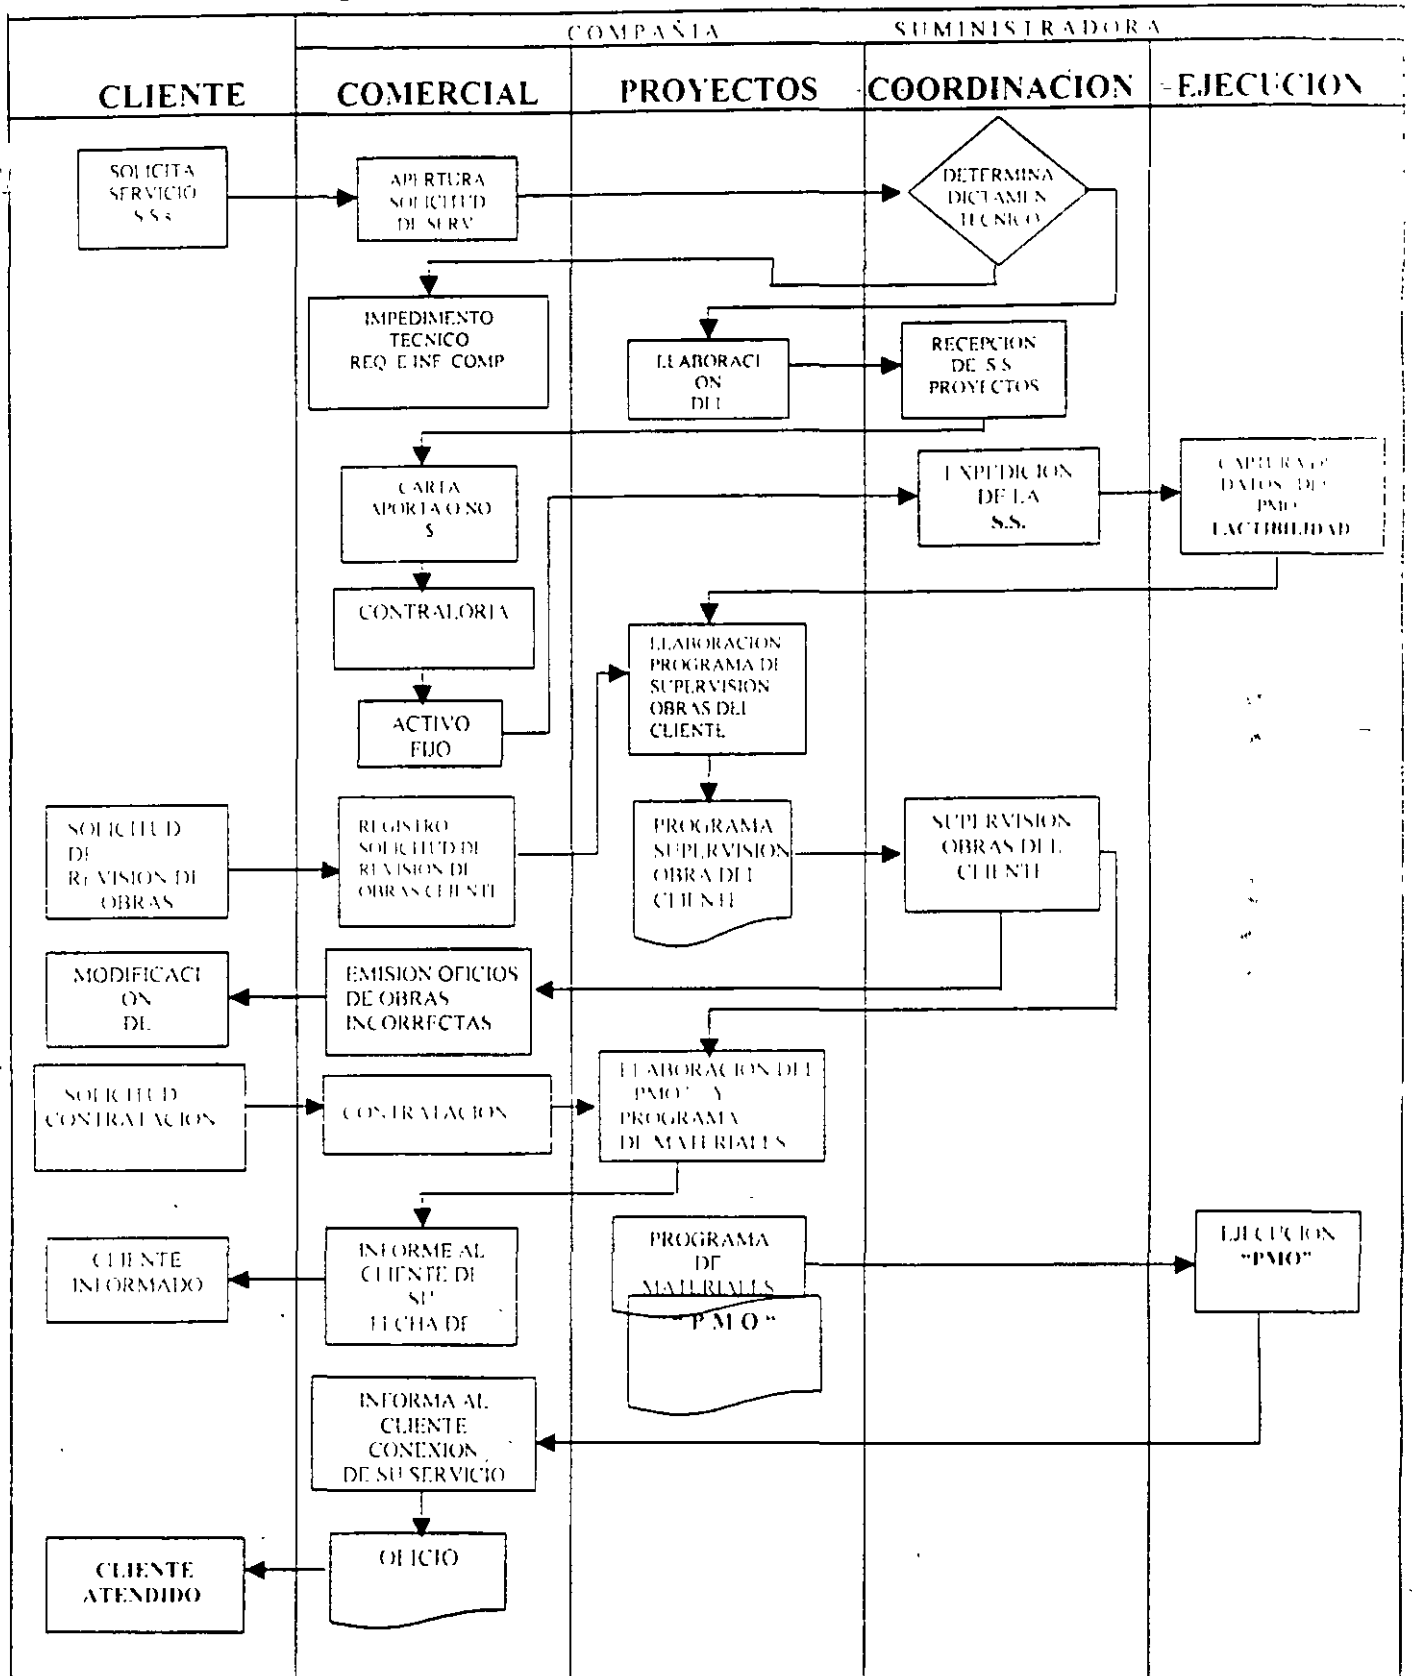 COMPAÑIA SUMINISTRADORA
CLIENTE COMERCIAL PROYECTOS COORDINACION EJECUCION
SOLICITA
SERVICIO
APERTURA
SOLICITUD
DE SERV
DETERMINA
DICTAMEN
TECNICO
IMPEDIMENTO
TECNICO
REQ E INF COMP
ELABORACI
ON
DEL
RECEPCION
DE S S
PROYECTOS
CARTA
APORTA O NO
$
EXPEDICION
DE LA
S.S.
CAPTURA DE
DATOS DEL
PMO
FACTIBILIDAD
CONTRALORIA
ACTIVO
FIJO
ELABORACION
PROGRAMA DE
SUPERVISION
OBRAS DEL
CLIENTE
SOLICITUD
DE
REVISION DE
OBRAS
REGISTRO
SOLICITUD DE
REVISION DE
OBRAS CLIENTE
PROGRAMA
SUPERVISION
OBRA DEL
CLIENTE
SUPERVISION
OBRAS DEL
CLIENTE
MODIFICACI
ON
DE
EMISION OFICIOS
DE OBRAS
INCORRECTAS
SOLICITUD
CONTRATACION
CONTRATACION
ELABORACION DEL
"PMO" Y
PROGRAMA
DE MATERIALES
CLIENTE
INFORMADO
INFORME AL
CLIENTE DE
SU
FECHA DE
PROGRAMA
DE
MATERIALES
"P M O "
EJECUCION
"PMO"
INFORMA AL
CLIENTE
CONEXION
DE SU SERVICIO
CLIENTE
ATENDIDO
OFICIO